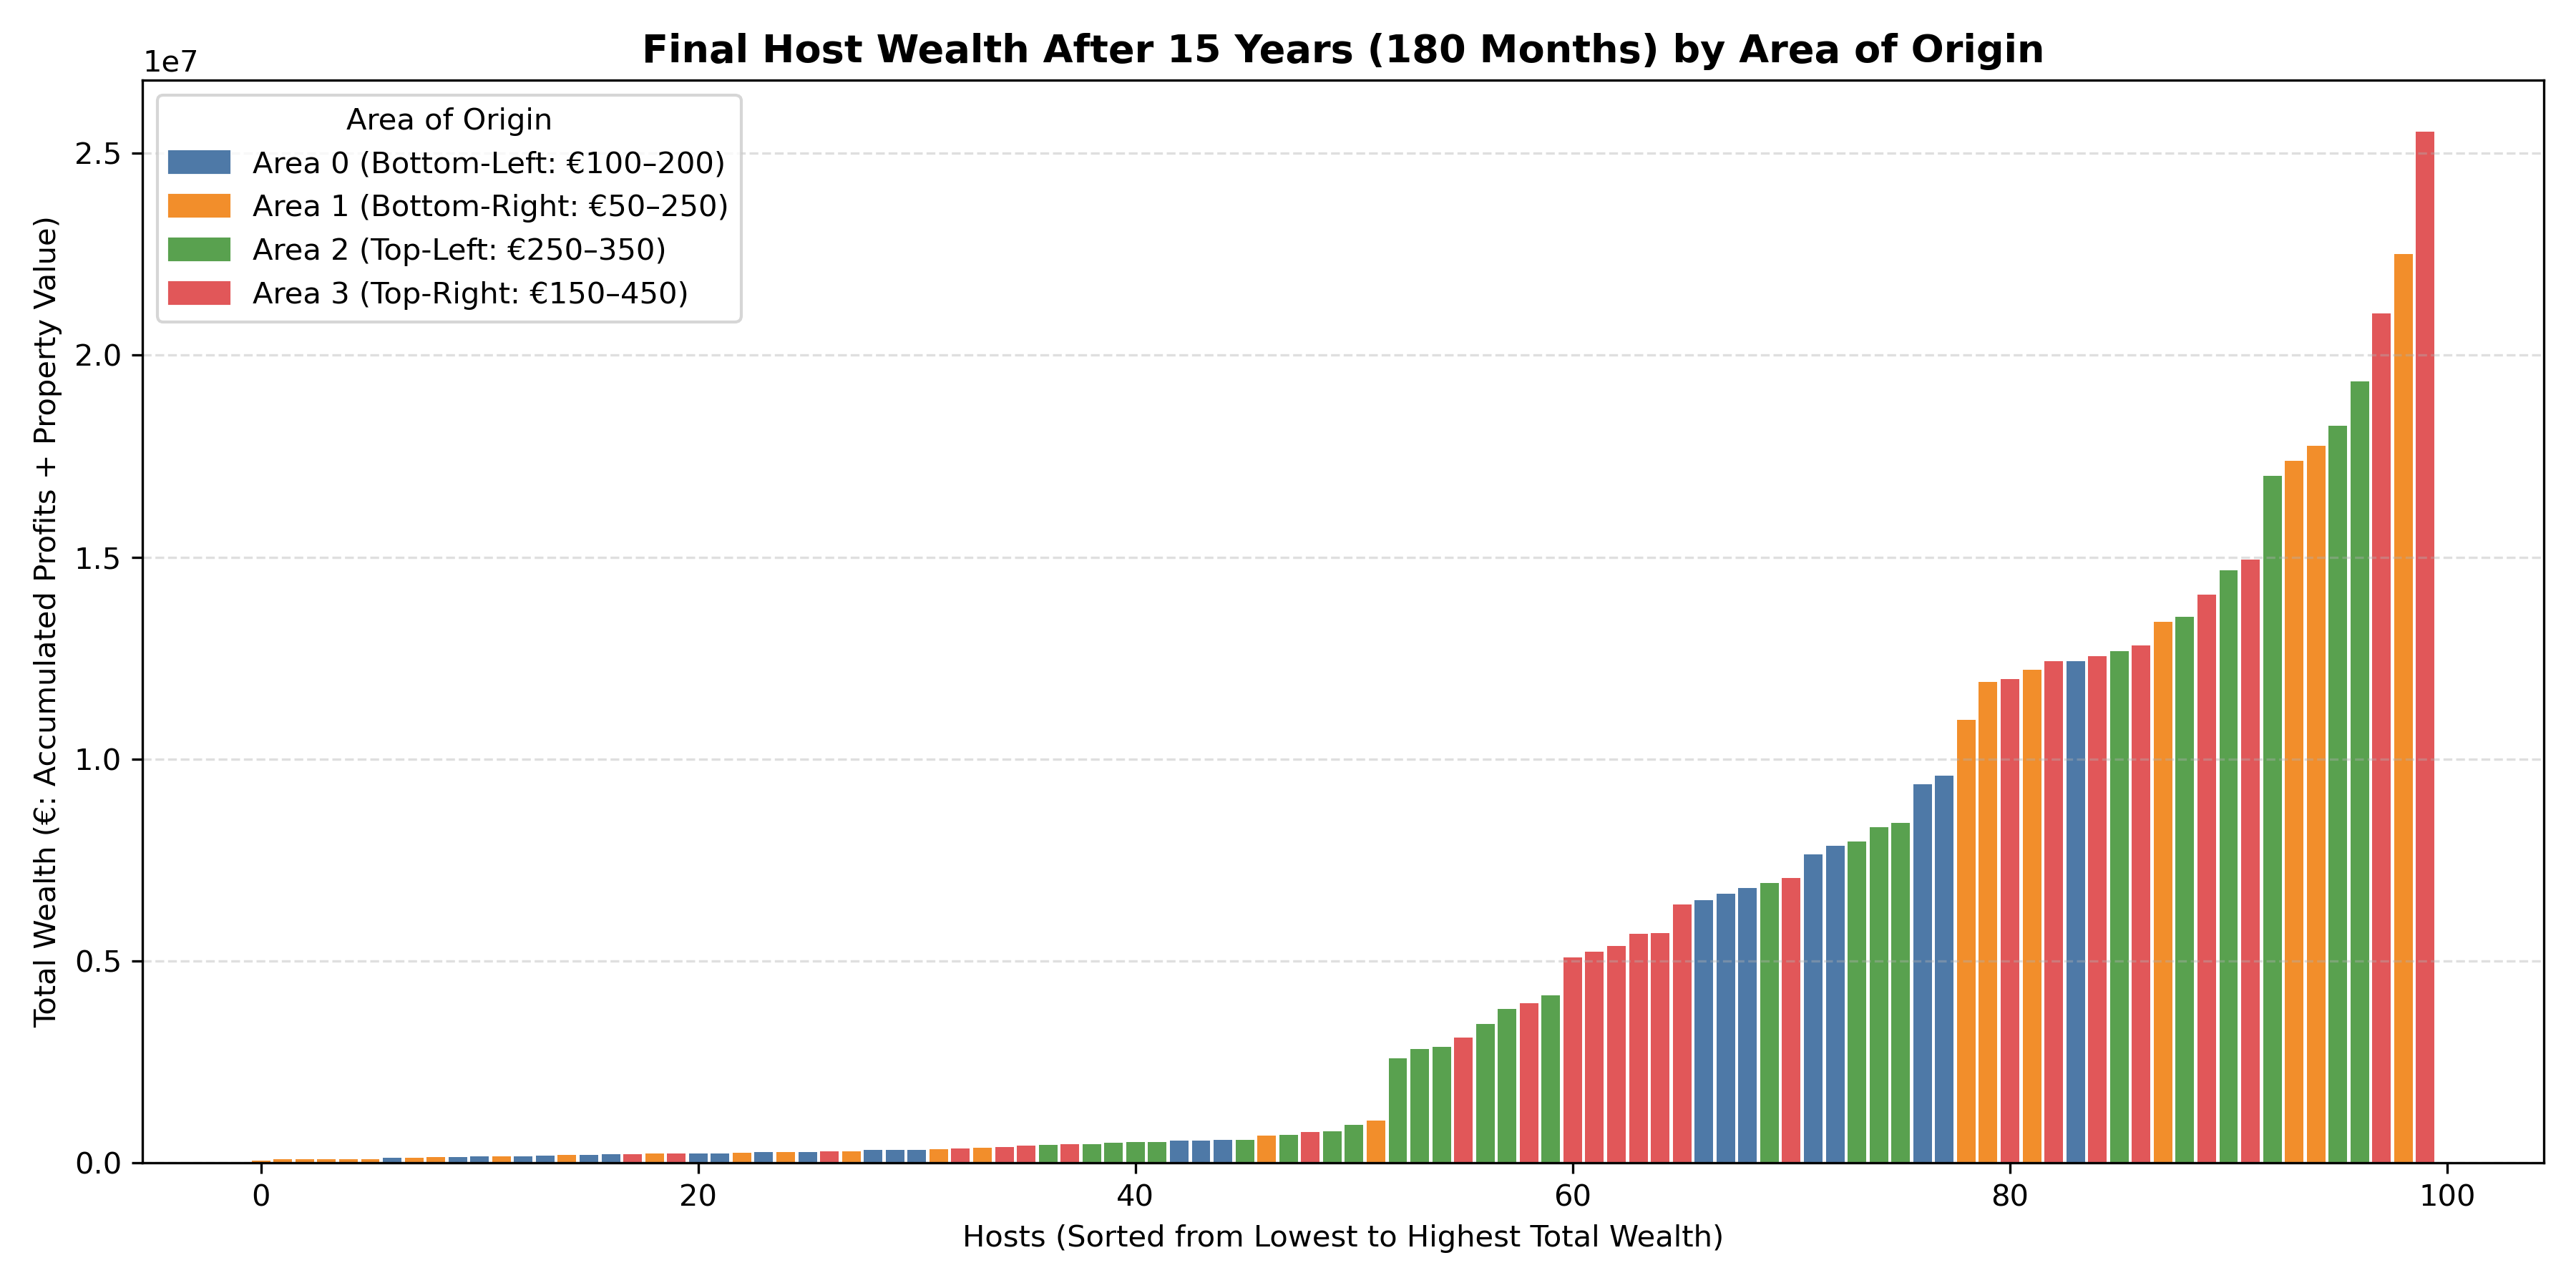 Final Host Wealth After 15 Years (180 Months) by Area of Origin
1e7
Area of Origin
Area 0 (Bottom-Left: €100–200)
Area 1 (Bottom-Right: €50–250)
Area 2 (Top-Left: €250–350)
Area 3 (Top-Right: €150–450)
Total Wealth (€: Accumulated Profits + Property Value)
2.5
2.0
1.5
1.0
0.5
0.0
0 20 40 60 80 100
Hosts (Sorted from Lowest to Highest Total Wealth)